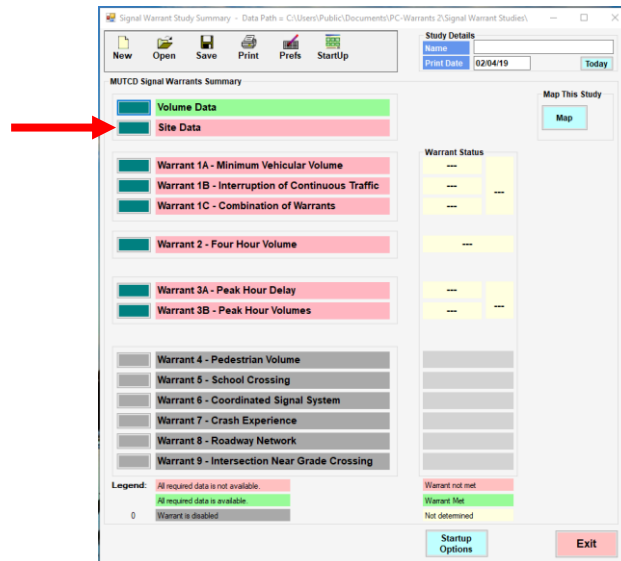 Signal Warrant Study Summary - Data Path = C:\Users\Public\Documents\PC-Warrants 2\Signal Warrant Studies\
New Open Save Print Prefs StartUp
Study Details
Name
Print Date 02/04/19 Today
MUTCD Signal Warrants Summary
Map This Study
Map
Volume Data
Site Data
Warrant Status
Warrant 1A - Minimum Vehicular Volume ---
Warrant 1B - Interruption of Continuous Traffic --- ---
Warrant 1C - Combination of Warrants ---
Warrant 2 - Four Hour Volume ---
Warrant 3A - Peak Hour Delay ---
Warrant 3B - Peak Hour Volumes --- ---
Warrant 4 - Pedestrian Volume
Warrant 5 - School Crossing
Warrant 6 - Coordinated Signal System
Warrant 7 - Crash Experience
Warrant 8 - Roadway Network
Warrant 9 - Intersection Near Grade Crossing
Legend: All required data is not available. Warrant not met
All required data is available. Warrant Met
0 Warrant is disabled Not determined
Startup
Options
Exit